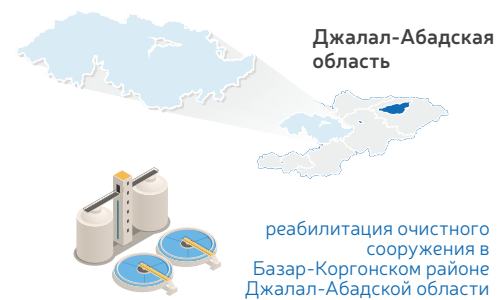 Джалал-Абадская
область
реабилитация очистного
сооружения в
Базар-Коргонском районе
Джалал-Абадской области